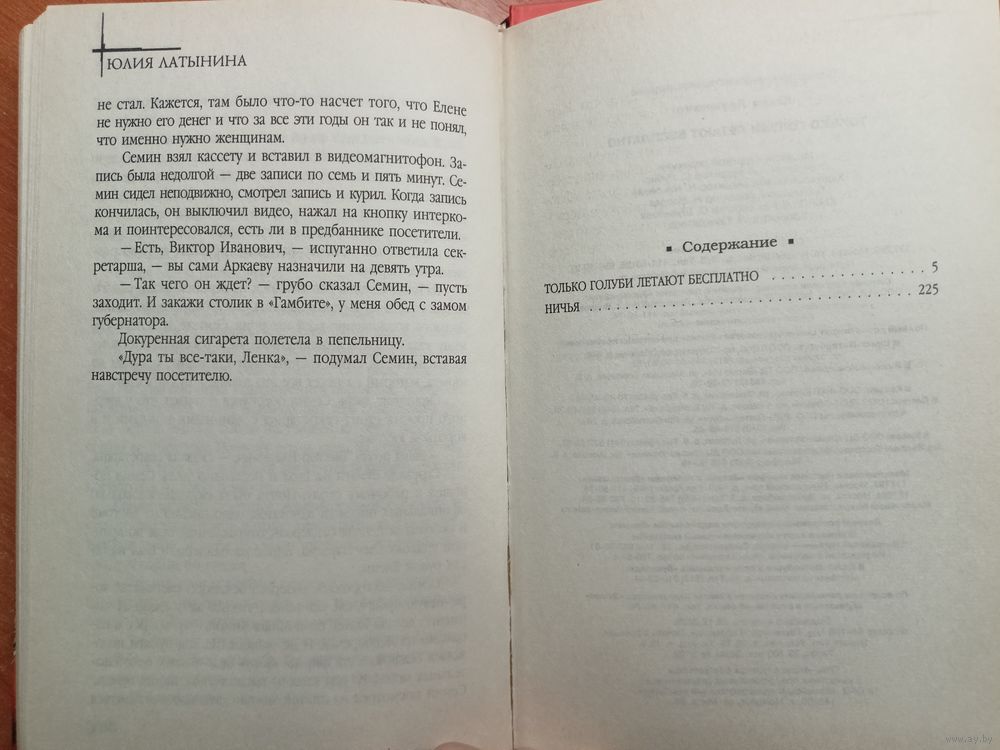 ЮЛИЯ ЛАТЫНИНА
не стал. Кажется, там было что-то насчет того, что Елене
не нужно его денег и что за все эти годы он так и не понял,
что именно нужно женщинам.
Семин взял кассету и вставил в видеомагнитофон. За-
пись была недолгой — две записи по семь и пять минут. Се-
мин сидел неподвижно, смотрел запись и курил. Когда запись
кончилась, он выключил видео, нажал на кнопку интерко-
ма и поинтересовался, есть ли в предбаннике посетители.
— Есть, Виктор Иванович, — испуганно ответила сек-
ретарша, — вы сами Аркаеву назначили на девять утра.
— Так чего он ждет? — грубо сказал Семин, — пусть
заходит. И закажи столик в «Гамбите», у меня обед с замом
губернатора.
Докуренная сигарета полетела в пепельницу.
«Дура ты все-таки, Ленка», — подумал Семин, вставая
навстречу посетителю.
▪ Содержание ▪
ТОЛЬКО ГОЛУБИ ЛЕТАЮТ БЕСПЛАТНО . . . . . . . . . . . . . . . . 5
НИЧЬЯ . . . . . . . . . . . . . . . . . . . . . . . . . . . . . . . . . 225
www.ay.by